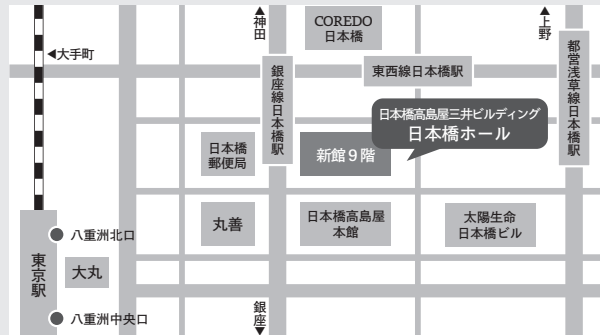 ▲神田
COREDO
日本橋
▲上野
◀大手町
銀座線日本橋駅
東西線日本橋駅
都営浅草線日本橋駅
日本橋高島屋三井ビルディング
日本橋ホール
日本橋
郵便局
新館9階
丸善
日本橋高島屋
本館
太陽生命
日本橋ビル
八重洲北口
東京駅
大丸
八重洲中央口
銀座▼